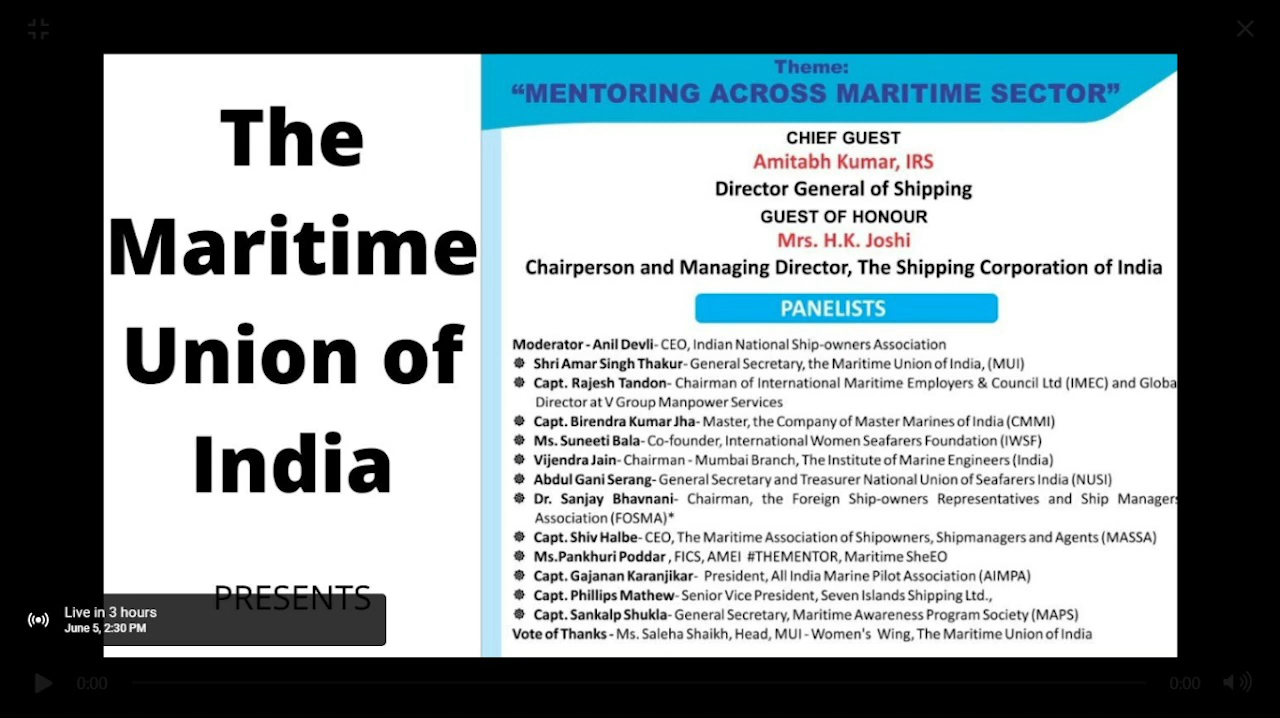 The
Maritime
Union of
India
PRESENTS
Theme:
“MENTORING ACROSS MARITIME SECTOR”
CHIEF GUEST
Amitabh Kumar, IRS
Director General of Shipping
GUEST OF HONOUR
Mrs. H.K. Joshi
Chairperson and Managing Director, The Shipping Corporation of India
PANELISTS
Moderator - Anil Devli- CEO, Indian National Ship-owners Association
Shri Amar Singh Thakur- General Secretary, the Maritime Union of India, (MUI)
Capt. Rajesh Tandon- Chairman of International Maritime Employers & Council Ltd (IMEC) and Globa
Director at V Group Manpower Services
Capt. Birendra Kumar Jha- Master, the Company of Master Marines of India (CMMI)
Ms. Suneeti Bala- Co-founder, International Women Seafarers Foundation (IWSF)
Vijendra Jain- Chairman - Mumbai Branch, The Institute of Marine Engineers (India)
Abdul Gani Serang- General Secretary and Treasurer National Union of Seafarers India (NUSI)
Dr. Sanjay Bhavnani- Chairman, the Foreign Ship-owners Representatives and Ship Managers
Association (FOSMA)*
Capt. Shiv Halbe- CEO, The Maritime Association of Shipowners, Shipmanagers and Agents (MASSA)
Ms.Pankhuri Poddar , FICS, AMEI #THEMENTOR, Maritime SheEO
Capt. Gajanan Karanjikar- President, All India Marine Pilot Association (AIMPA)
Capt. Phillips Mathew- Senior Vice President, Seven Islands Shipping Ltd.,
Capt. Sankalp Shukla- General Secretary, Maritime Awareness Program Society (MAPS)
Vote of Thanks - Ms. Saleha Shaikh, Head, MUI - Women's Wing, The Maritime Union of India
Live in 3 hours
June 5, 2:30 PM
0:00
0:00